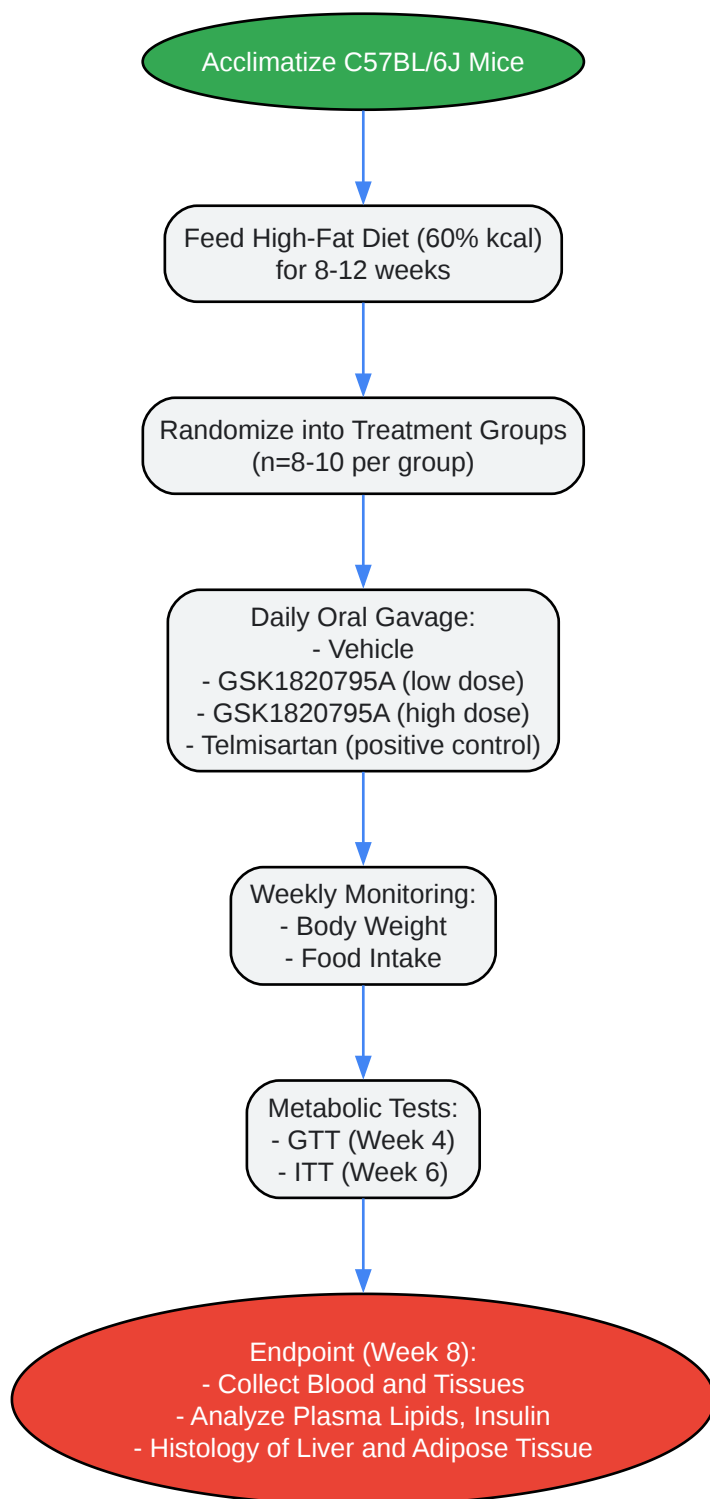 Acclimatize C57BL/6J Mice
Feed High-Fat Diet (60% kcal)
for 8-12 weeks
Randomize into Treatment Groups
(n=8-10 per group)
Daily Oral Gavage:
- Vehicle
- GSK1820795A (low dose)
- GSK1820795A (high dose)
- Telmisartan (positive control)
Weekly Monitoring:
- Body Weight
- Food Intake
Metabolic Tests:
- GTT (Week 4)
- ITT (Week 6)
Endpoint (Week 8):
- Collect Blood and Tissues
- Analyze Plasma Lipids, Insulin
- Histology of Liver and Adipose Tissue